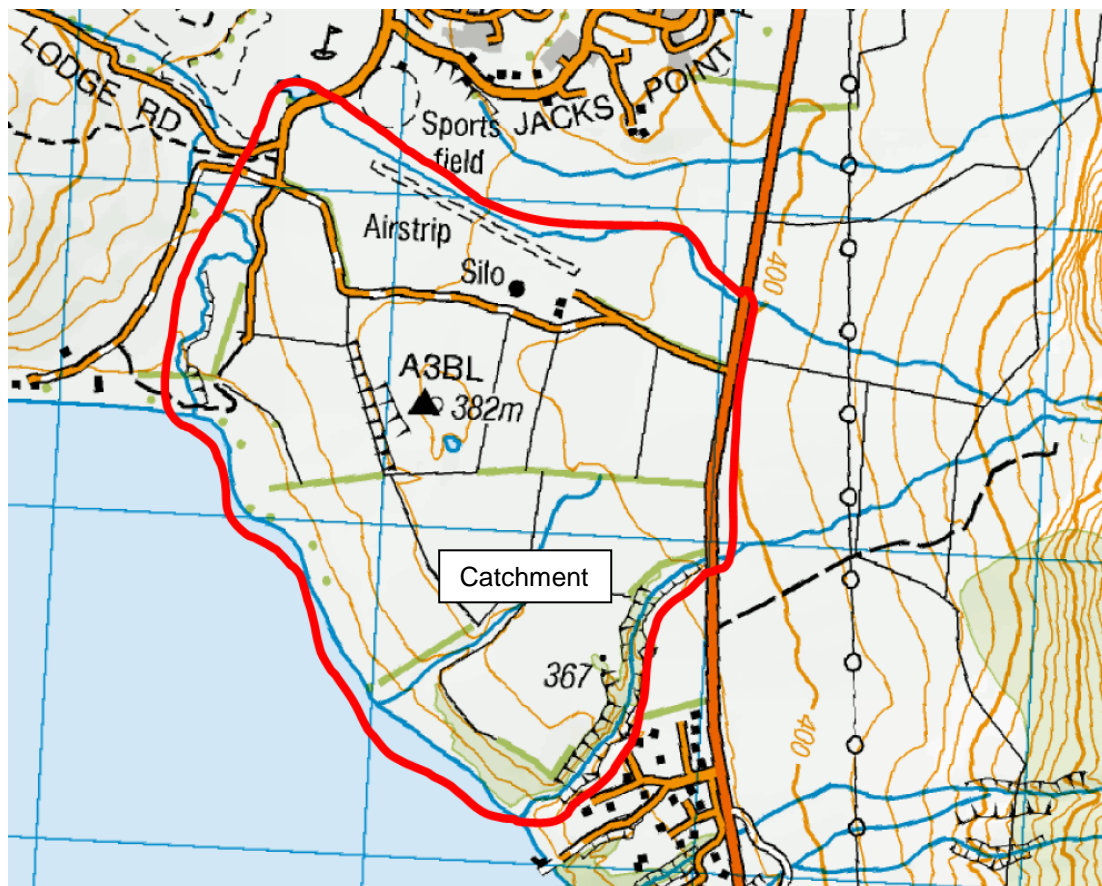 LODGE RD
JACKS POINT
Sports
field
Airstrip
Silo
400
A3BL
382m
Catchment
367
400